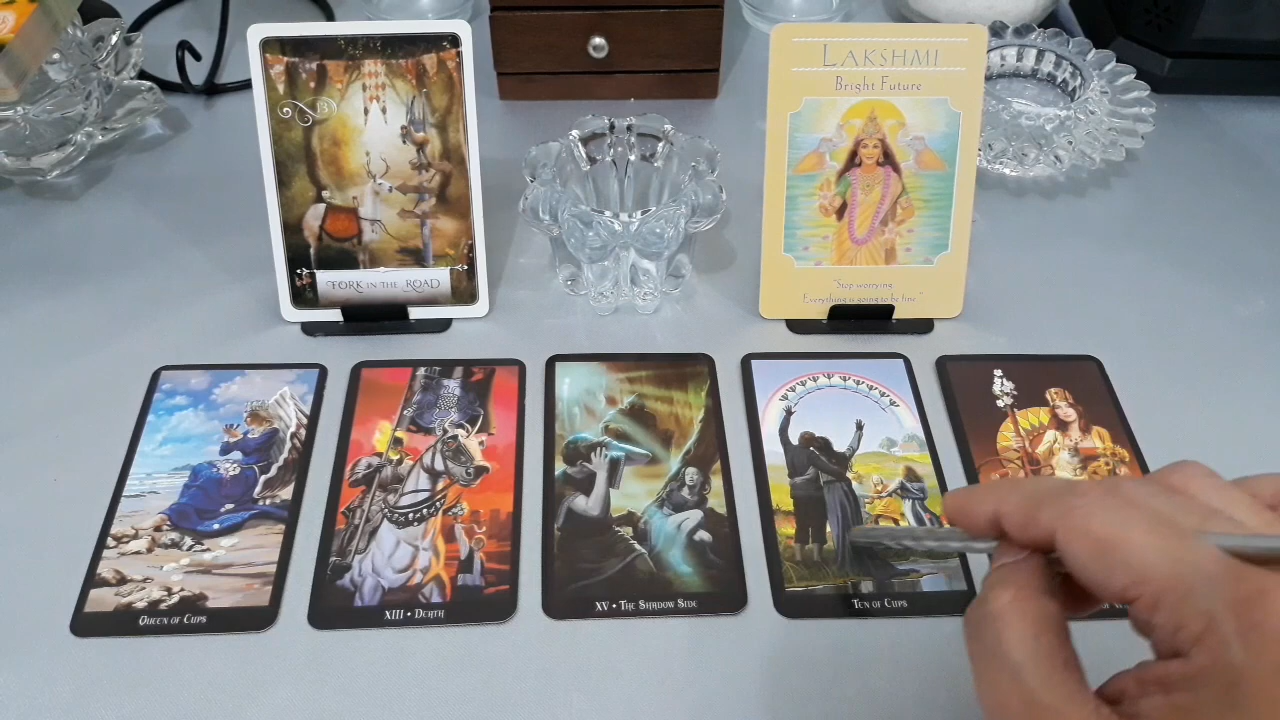 13
FORK IN THE ROAD
LAKSHMI
Bright Future
"Stop worrying.
Everything is going to be fine."
QUEEN OF CUPS
XIII • DEATH
XV • THE SHADOW SIDE
TEN OF CUPS